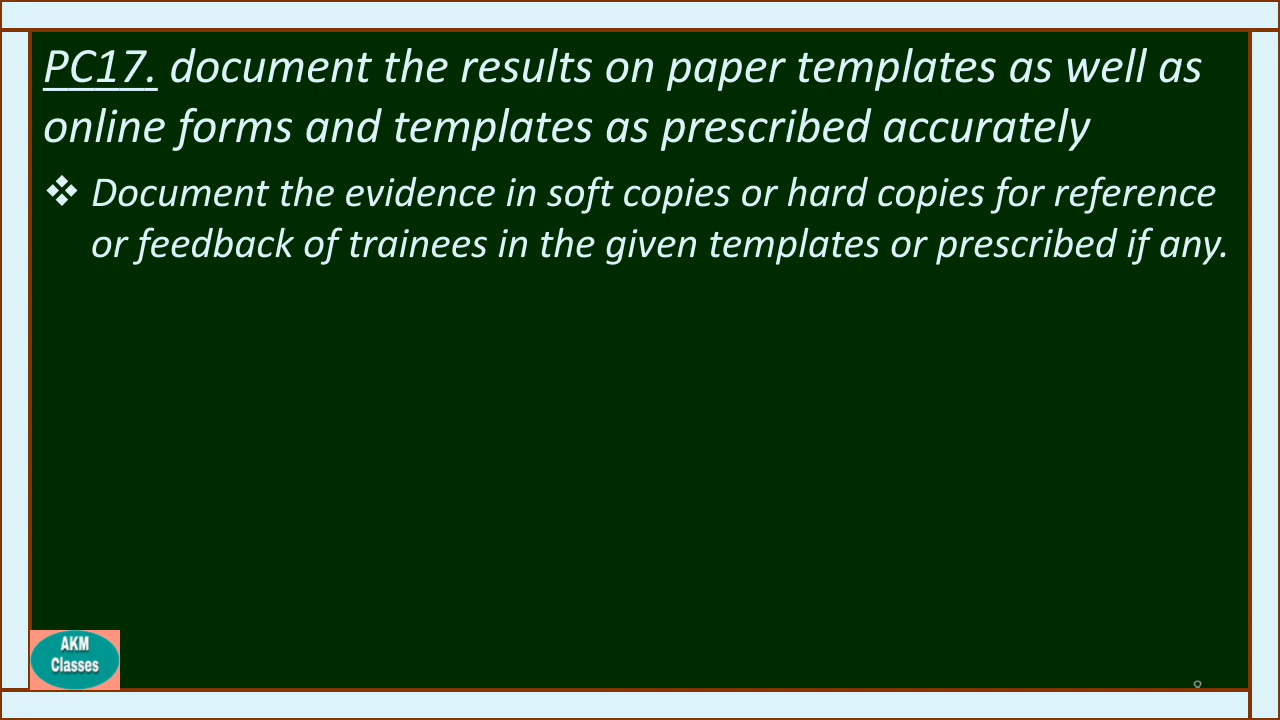 PC17. document the results on paper templates as well as
online forms and templates as prescribed accurately
❖ Document the evidence in soft copies or hard copies for reference
or feedback of trainees in the given templates or prescribed if any.
AKM
Classes